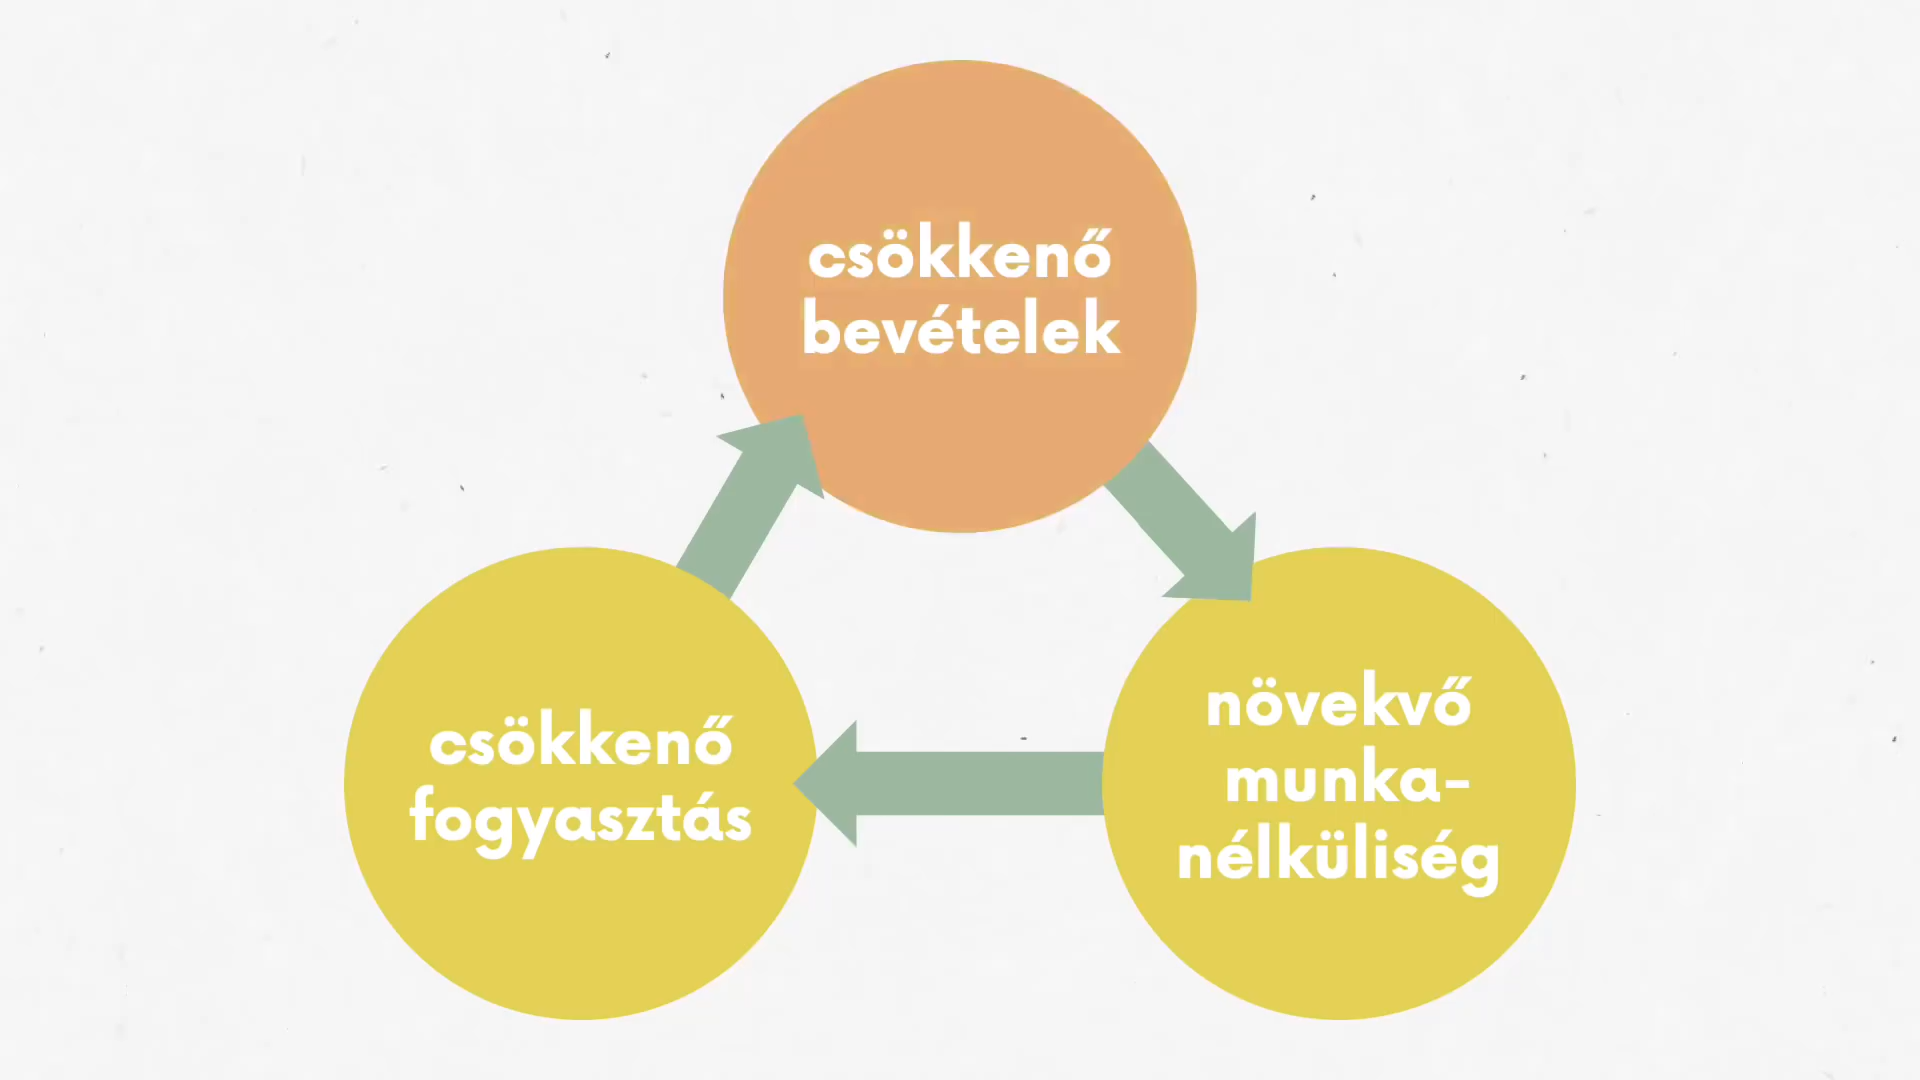 csökkenő
bevételek
csökkenő
fogyasztás
növekvő
munka-
nélküliség